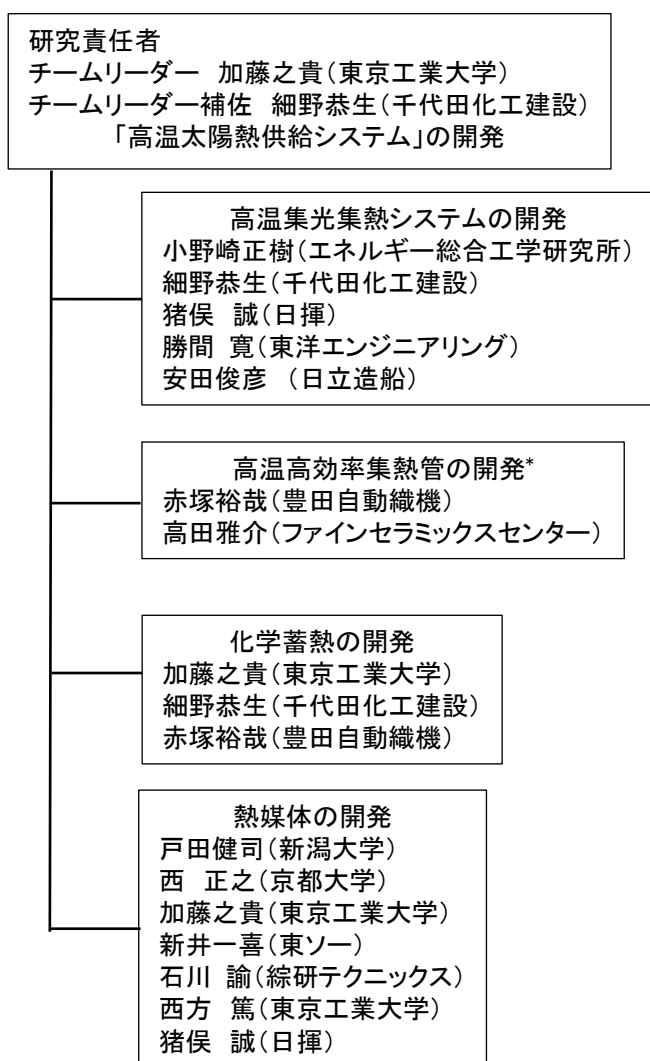 研究責任者
チームリーダー 加藤之貴(東京工業大学)
チームリーダー補佐 細野恭生(千代田化工建設)
「高温太陽熱供給システム」の開発
高温集光集熱システムの開発
小野崎正樹(エネルギー総合工学研究所)
細野恭生(千代田化工建設)
猪俣 誠(日揮)
勝間 寛(東洋エンジニアリング)
安田俊彦 (日立造船)
高温高効率集熱管の開発*
赤塚裕哉(豊田自動織機)
高田雅介(ファインセラミックスセンター)
化学蓄熱の開発
加藤之貴(東京工業大学)
細野恭生(千代田化工建設)
赤塚裕哉(豊田自動織機)
熱媒体の開発
戸田健司(新潟大学)
西 正之(京都大学)
加藤之貴(東京工業大学)
新井一喜(東ソー)
石川 諭(綜研テクニックス)
西方 篤(東京工業大学)
猪俣 誠(日揮)